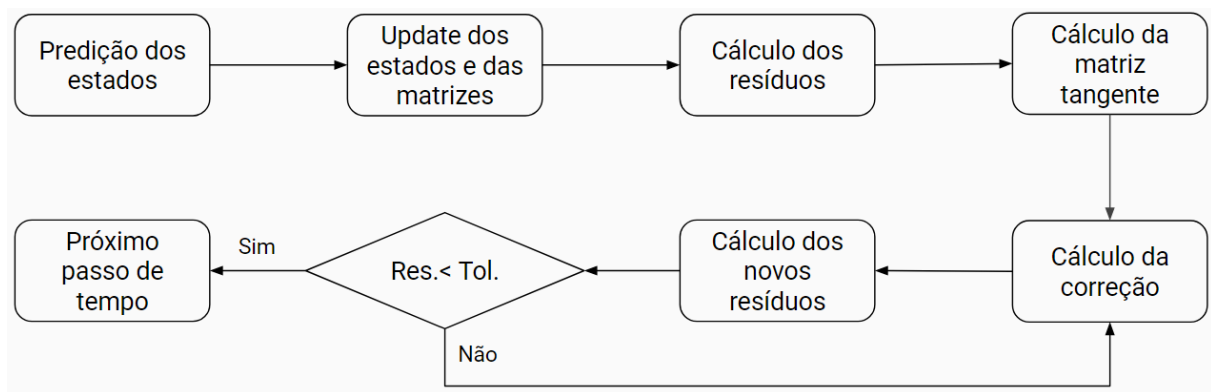 Predição dos
estados
Update dos
estados e das
matrizes
Cálculo dos
resíduos
Cálculo da
matriz
tangente
Próximo
passo de
tempo
Sim
Res.< Tol.
Cálculo dos
novos
resíduos
Cálculo da
correção
Não